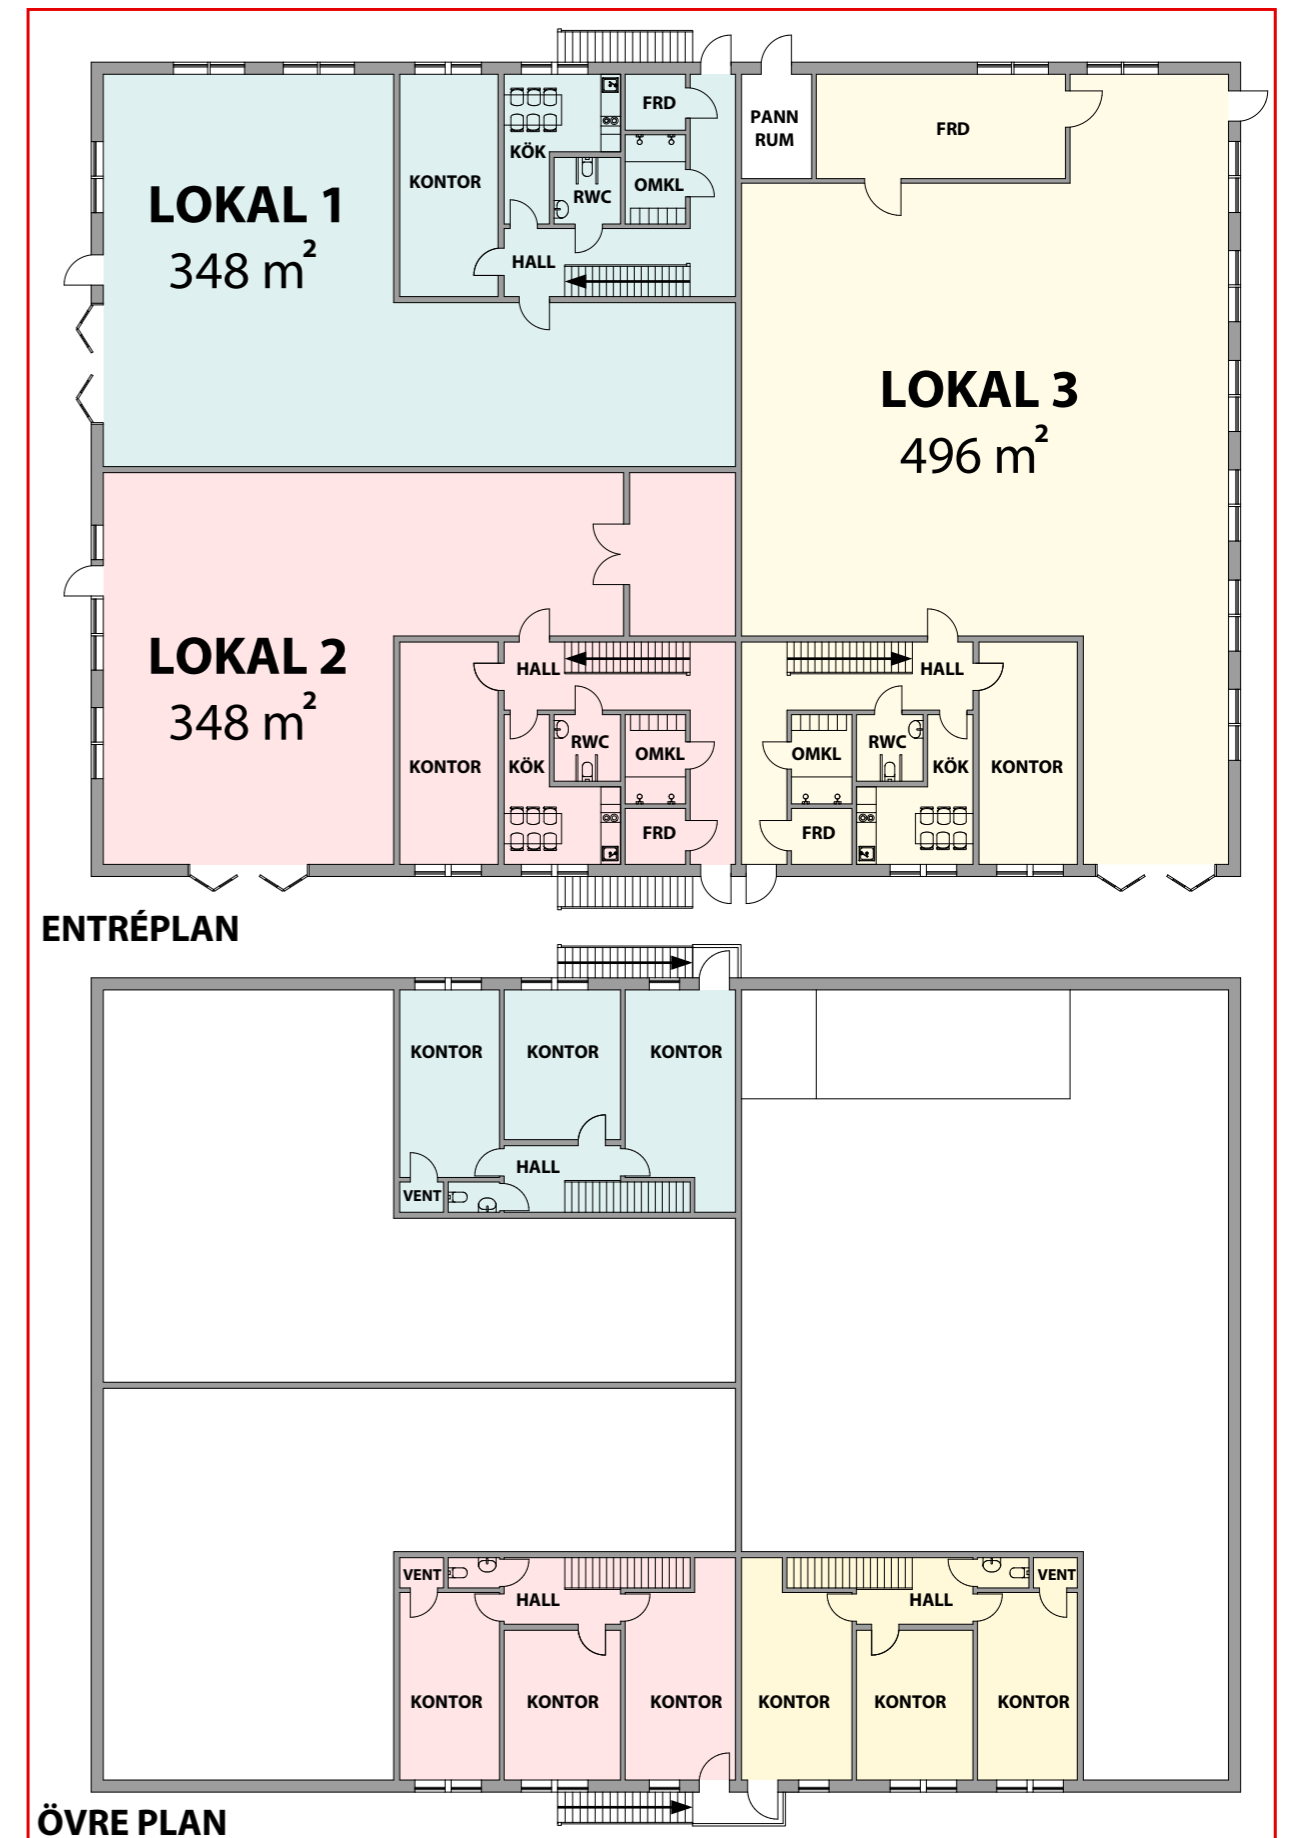 FRD
PANN
RUM
FRD
KÖK
KONTOR
OMKL
RWC
LOKAL 1
348 m²
HALL
LOKAL 3
496 m²
LOKAL 2
348 m²
HALL
HALL
RWC
OMKL
KONTOR
KÖK
FRD
OMKL
RWC
KÖK
KONTOR
FRD
ENTRÉPLAN
KONTOR
KONTOR
KONTOR
HALL
VENT
VENT
HALL
KONTOR
KONTOR
KONTOR
VENT
HALL
KONTOR
KONTOR
KONTOR
ÖVRE PLAN